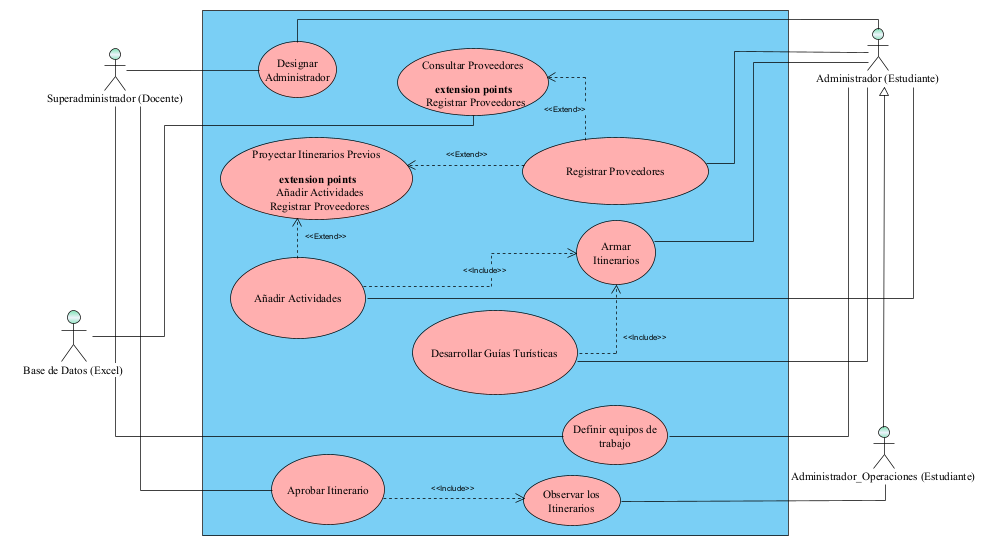 Designar
Administrador
Consultar Proveedores
extension points
Registrar Proveedores
Superadministrador (Docente)
Administrador (Estudiante)
<<Extend>>
Proyectar Itinerarios Previos
extension points
Añadir Actividades
Registrar Proveedores
<<Extend>>
Registrar Proveedores
<<Extend>>
Armar
Itinerarios
<<Include>>
Añadir Actividades
<<Include>>
Desarrollar Guías Turísticas
Base de Datos (Excel)
Definir equipos de
trabajo
Administrador_Operaciones (Estudiante)
Aprobar Itinerario
<<Include>>
Observar los
Itinerarios